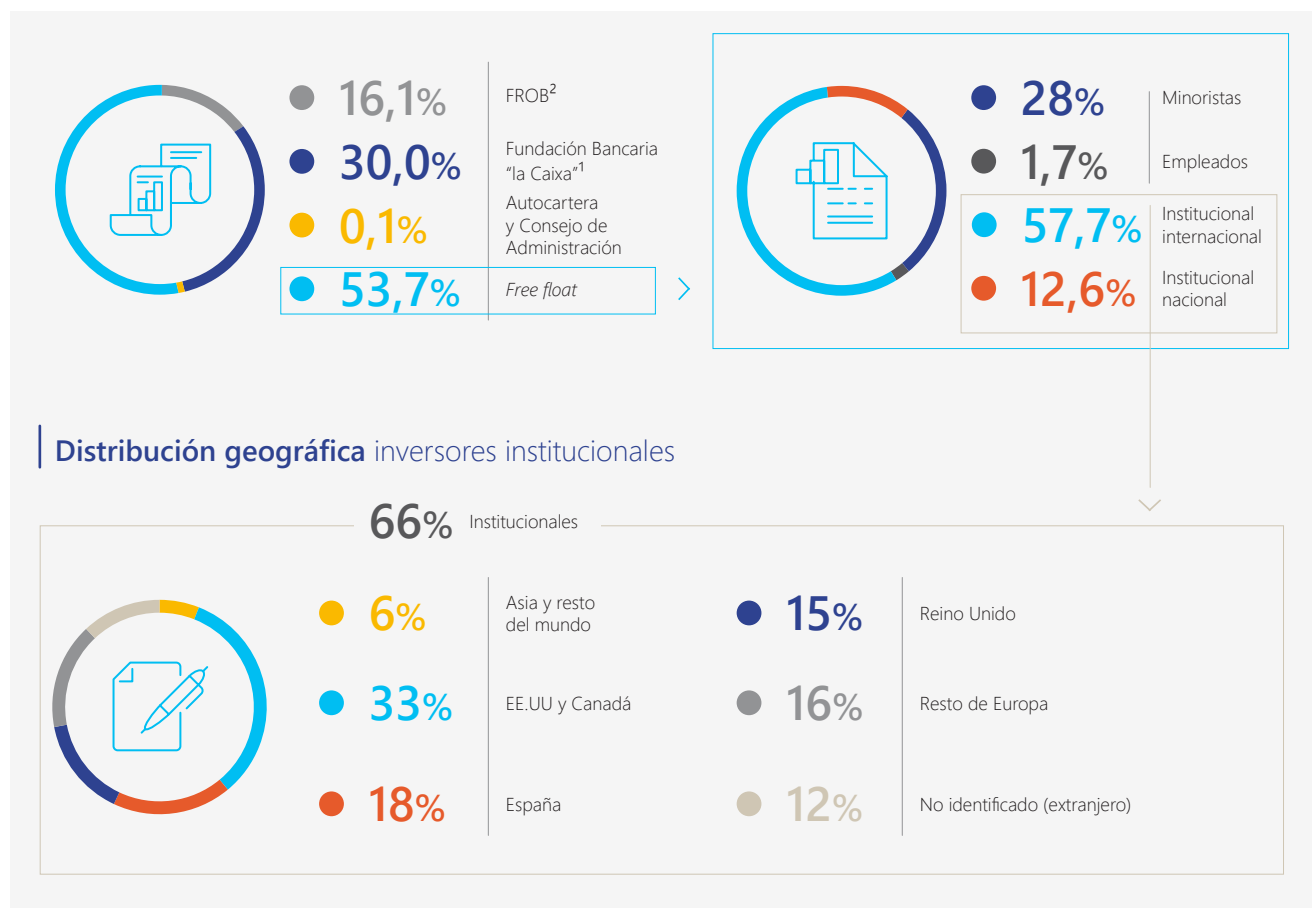 16,1%
FROB²
30,0%
Fundación Bancaria
“la Caixa”¹
0,1%
Autocartera
y Consejo de
Administración
53,7%
Free float
28%
Minoristas
1,7%
Empleados
57,7%
Institucional
internacional
12,6%
Institucional
nacional
Distribución geográfica inversores institucionales
66% Institucionales
6%
Asia y resto
del mundo
33%
EE.UU y Canadá
18%
España
15%
Reino Unido
16%
Resto de Europa
12%
No identificado (extranjero)